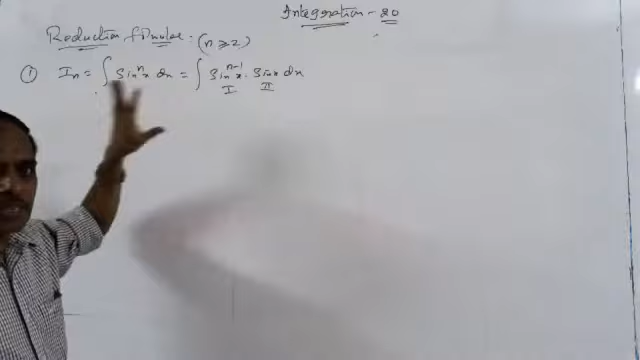 Integration - 20
Reduction formulae: (n ≥ 2)
① Iₙ = ∫ Sinⁿx dx = ∫ Sinⁿ⁻¹x · Sinx dx
I II